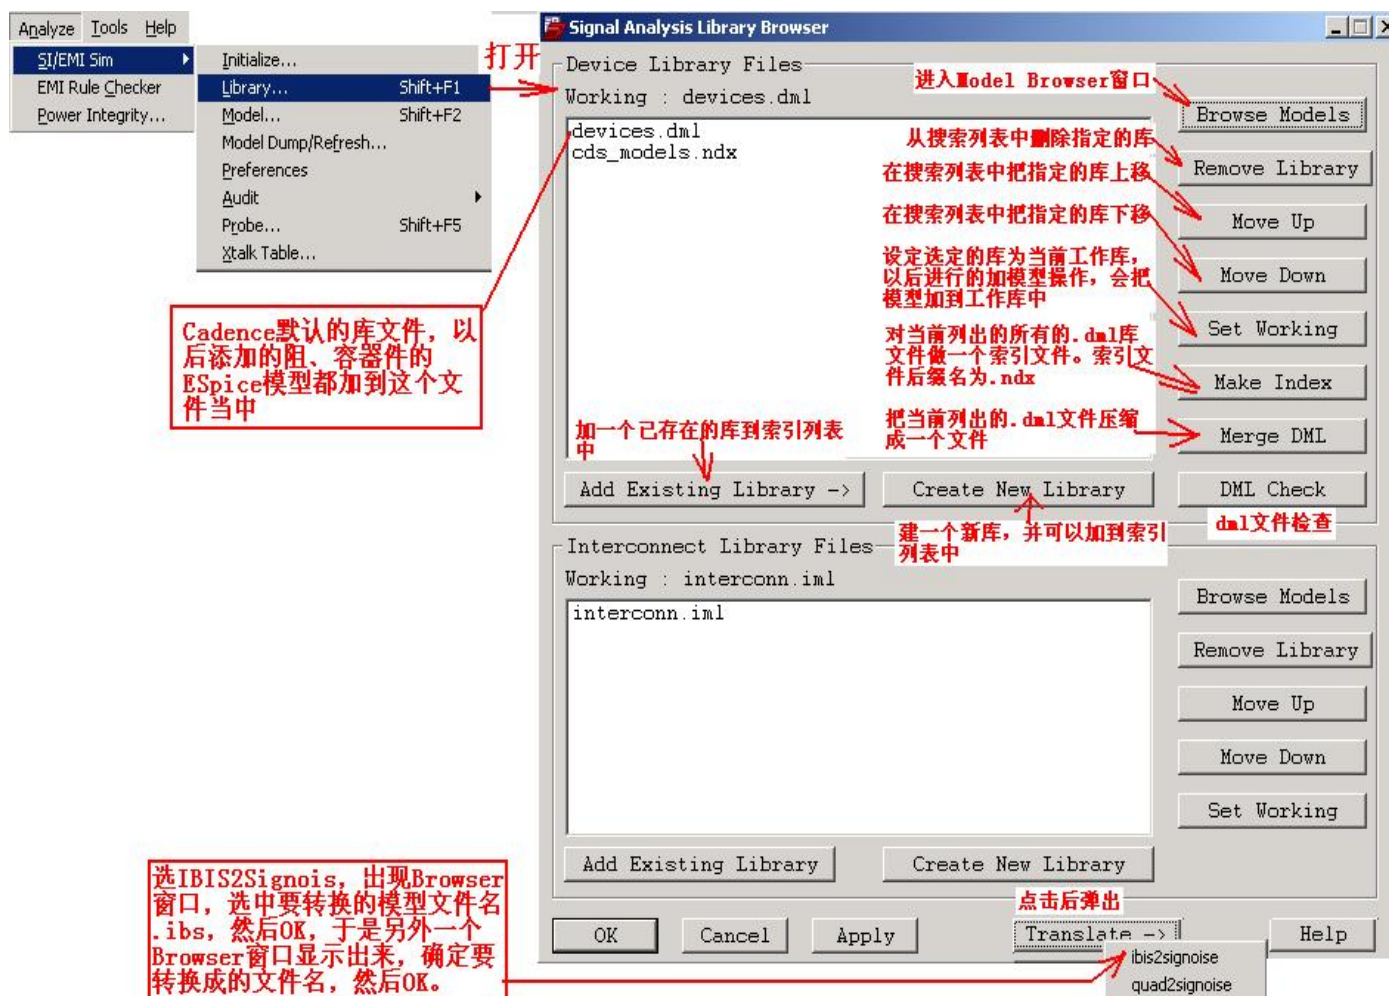 Analyze Tools Help
SI/EMI Sim
EMI Rule Checker
Power Integrity...
Initialize...
Library... Shift+F1
Model... Shift+F2
Model Dump/Refresh...
Preferences
Audit
Probe... Shift+F5
Xtalk Table...
打开
Cadence默认的库文件，以
后添加的阻、容器件的
ESpice模型都加到这个文
件当中
Signal Analysis Library Browser
Device Library Files
Working : devices.dml
devices.dml
cds_models.ndx
进入Model Browser窗口
Browse Models
从搜索列表中删除指定的库
Remove Library
在搜索列表中把指定的库上移
Move Up
在搜索列表中把指定的库下移
Move Down
设定选定的库为当前工作库，
以后进行的加模型操作，会把
模型加到工作库中
Set Working
对当前列出的所有的.dml库
文件做一个索引文件。索引文
件后缀名为.ndx
Make Index
把当前列出的.dml文件压缩
成一个文件
Merge DML
加一个已存在的库到索引列表
中
Add Existing Library ->
Create New Library
DML Check
建一个新库，并可以加到索引
列表中
dml文件检查
Interconnect Library Files
Working : interconn.iml
interconn.iml
Browse Models
Remove Library
Move Up
Move Down
Set Working
Add Existing Library
Create New Library
点击后弹出
OK
Cancel
Apply
Translate ->
Help
ibis2signoise
quad2signoise
选IBIS2Signois，出现Browser
窗口，选中要转换的模型文件名
.ibs，然后OK，于是另外一个
Browser窗口显示出来，确定要
转换成的文件名，然后OK。